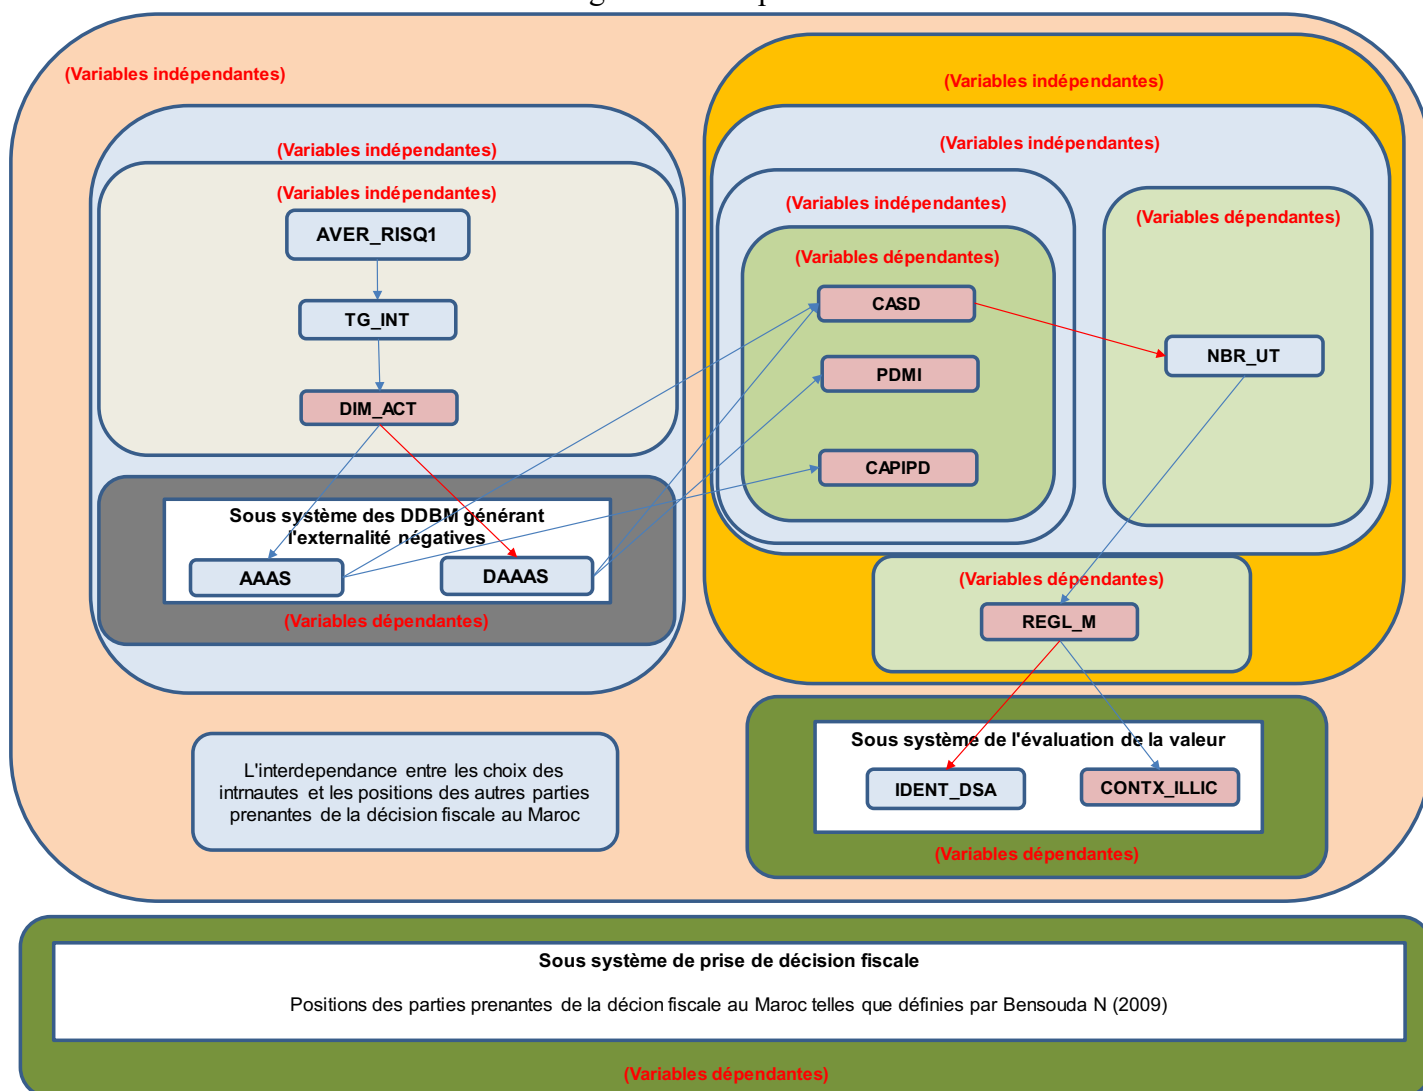 (Variables indépendantes)
(Variables indépendantes)
(Variables indépendantes)
AVER_RISQ1
TG_INT
DIM_ACT
Sous système des DDBM générant
l'externalité négatives
AAAS
DAAAS
(Variables dépendantes)
L'interdependance entre les choix des
intrnautes et les positions des autres parties
prenantes de la décision fiscale au Maroc
(Variables indépendantes)
(Variables indépendantes)
(Variables indépendantes)
(Variables dépendantes)
CASD
PDMI
CAPIPD
(Variables dépendantes)
NBR_UT
(Variables dépendantes)
REGL_M
Sous système de l'évaluation de la valeur
IDENT_DSA
CONTX_ILLIC
(Variables dépendantes)
Sous système de prise de décision fiscale
Positions des parties prenantes de la décion fiscale au Maroc telles que définies par Bensouda N (2009)
(Variables dépendantes)